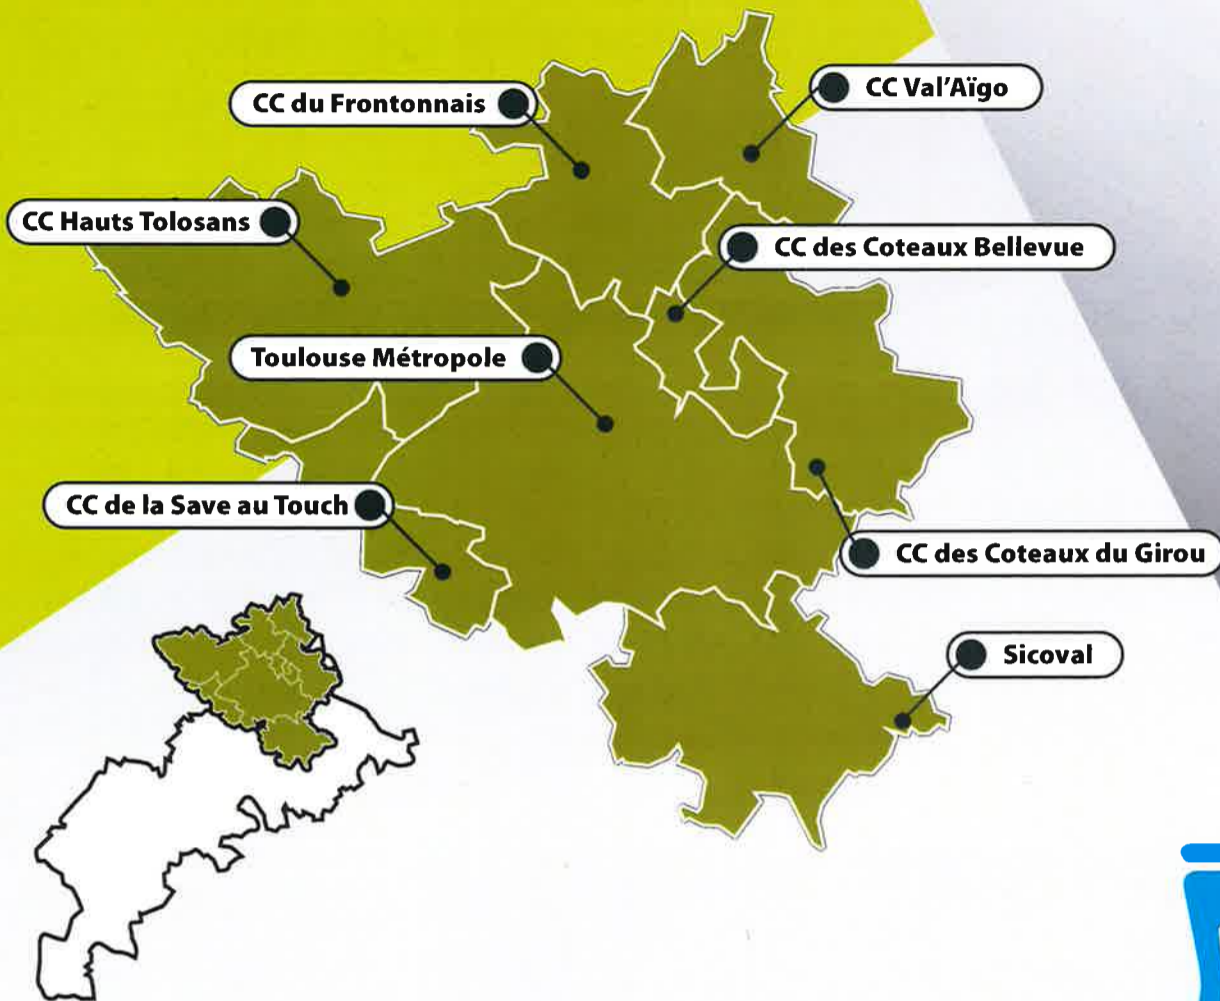 CC du Frontonnais
CC Val'Aïgo
CC Hauts Tolosans
CC des Coteaux Bellevue
Toulouse Métropole
CC de la Save au Touch
CC des Coteaux du Girou
Sicoval